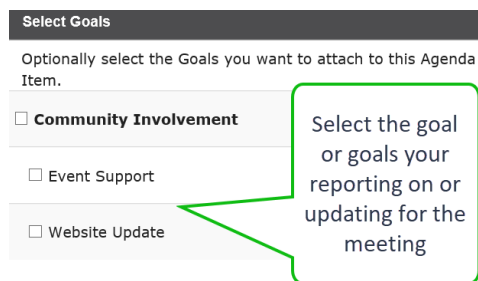 Select Goals
Optionally select the Goals you want to attach to this Agenda
Item.
Community Involvement
Event Support
Website Update
Select the goal
or goals your
reporting on or
updating for the
meeting